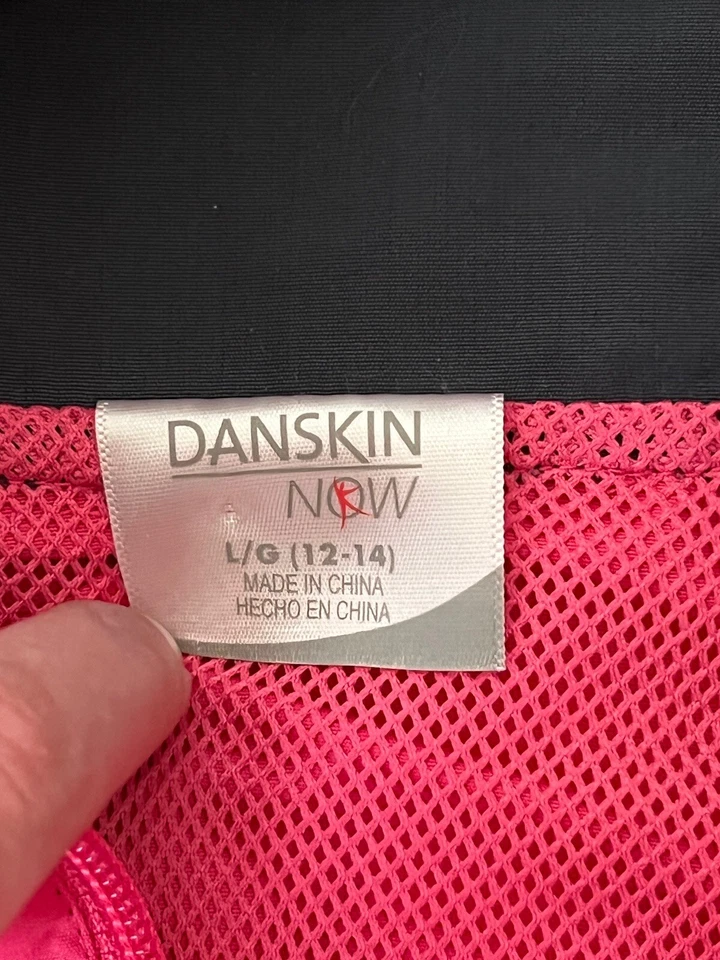 DANSKIN
NOW
L/G (12-14)
MADE IN CHINA
HECHO EN CHINA